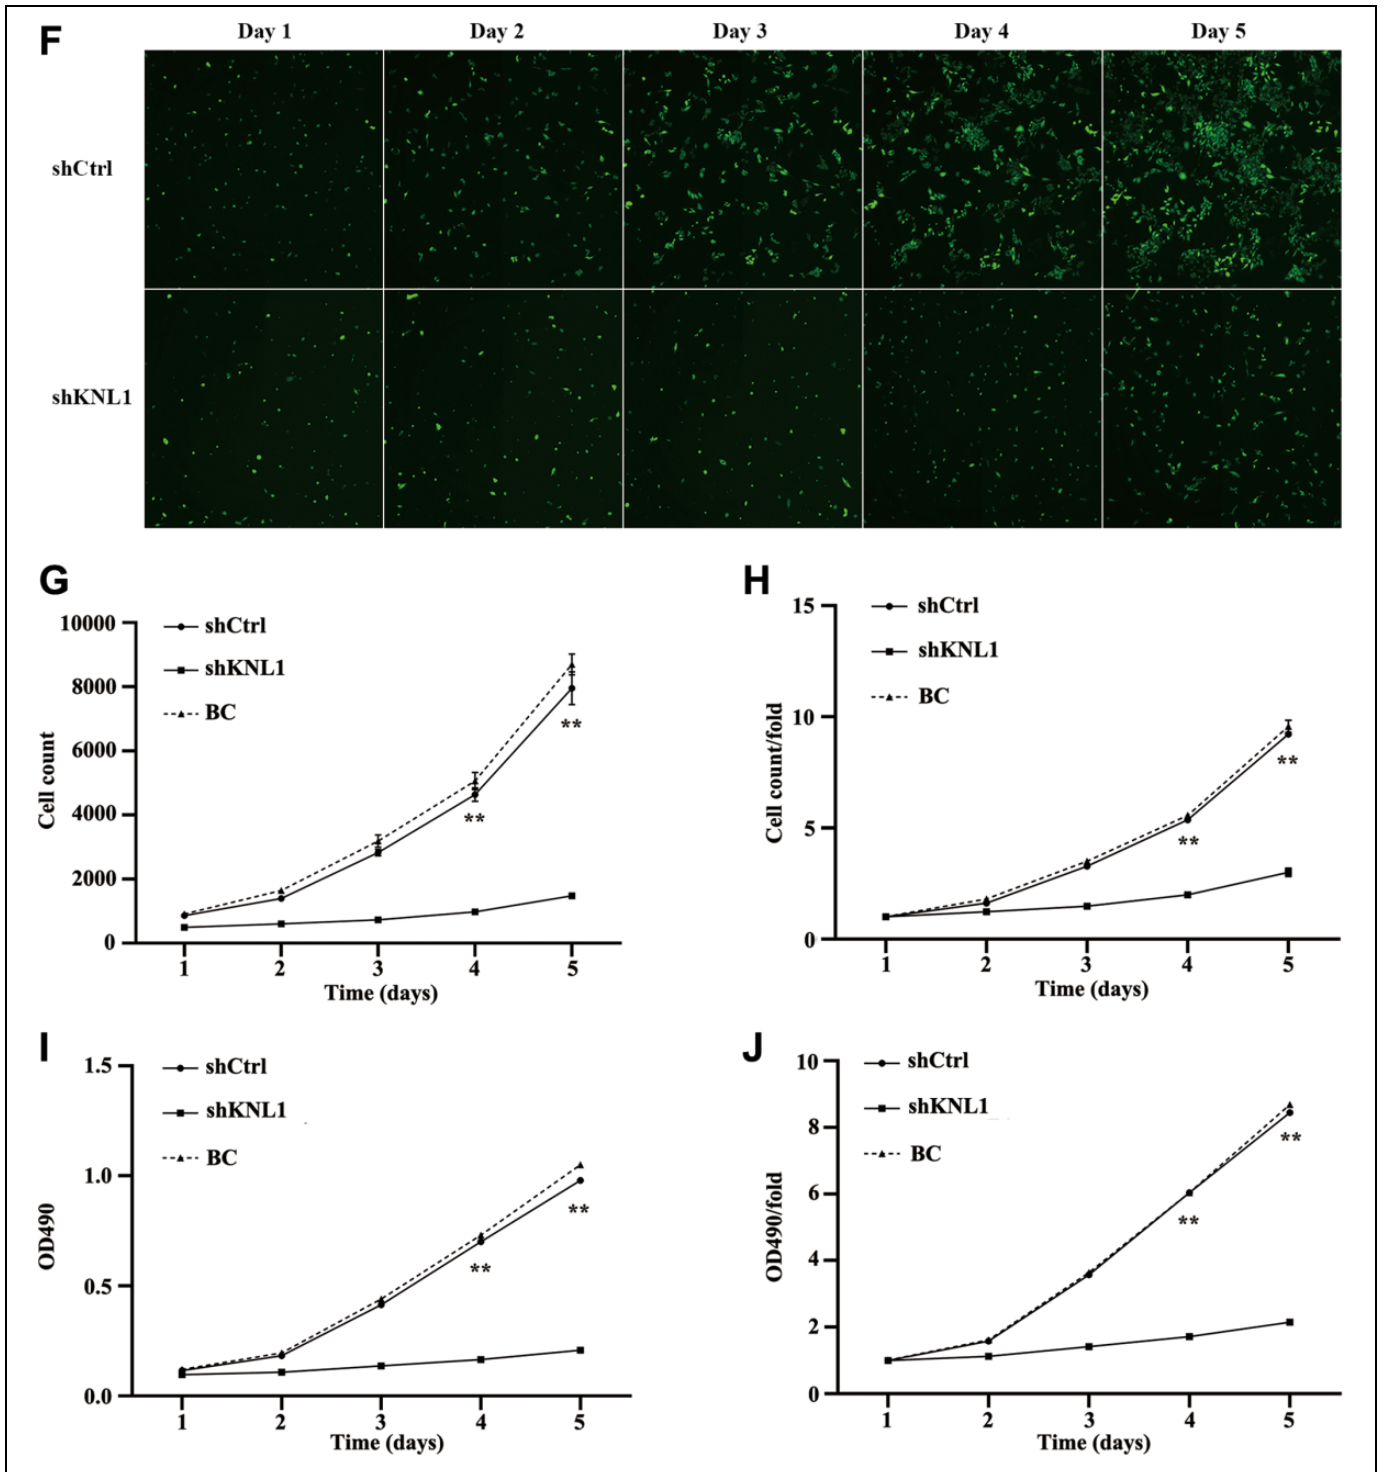 F
Day 1 Day 2 Day 3 Day 4 Day 5
shCtrl
shKNL1
G
10000
8000
6000
4000
2000
0
Cell count
shCtrl
shKNL1
BC
**
**
1 2 3 4 5
Time (days)
H
15
10
5
0
Cell count/fold
shCtrl
shKNL1
BC
**
**
1 2 3 4 5
Time (days)
I
1.5
1.0
0.5
0.0
OD490
shCtrl
shKNL1
BC
**
**
1 2 3 4 5
Time (days)
J
10
8
6
4
2
0
OD490/fold
shCtrl
shKNL1
BC
**
**
1 2 3 4 5
Time (days)